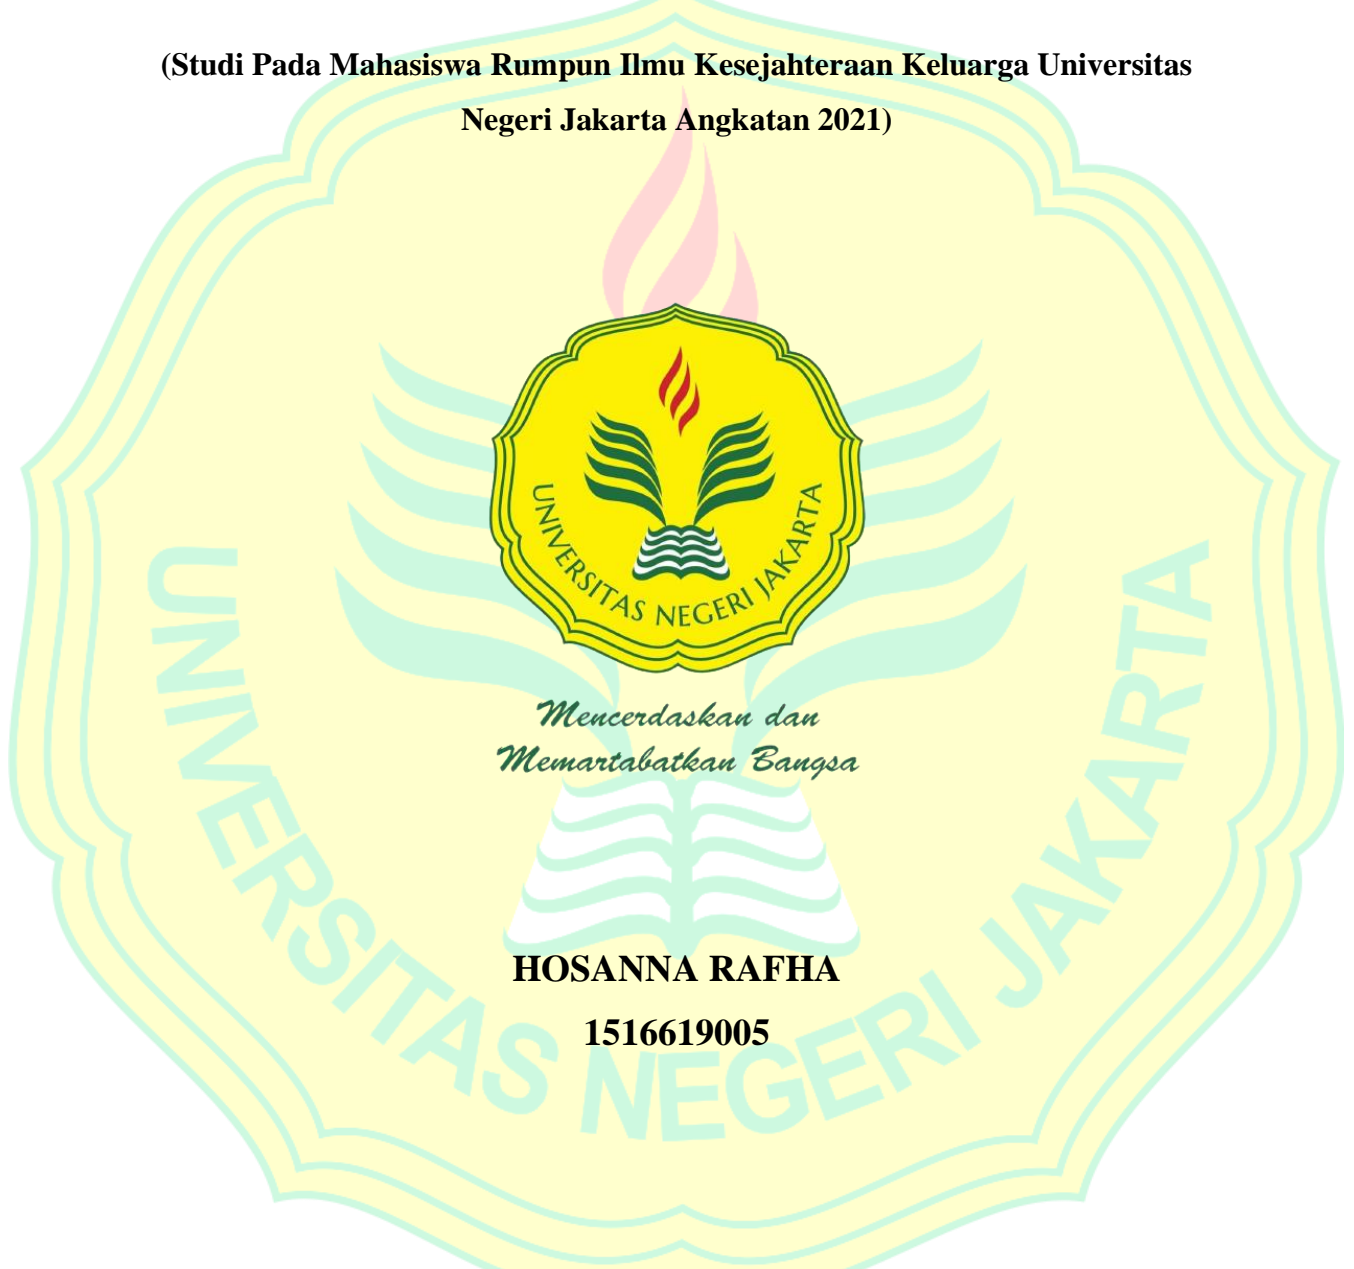 (Studi Pada Mahasiswa Rumpun Ilmu Kesejahteraan Keluarga Universitas
Negeri Jakarta Angkatan 2021)
UNIVERSITAS NEGERI JAKARTA
Mencerdaskan dan
Memartabatkan Bangsa
HOSANNA RAFHA
1516619005
UNIVERSITAS NEGERI JAKARTA